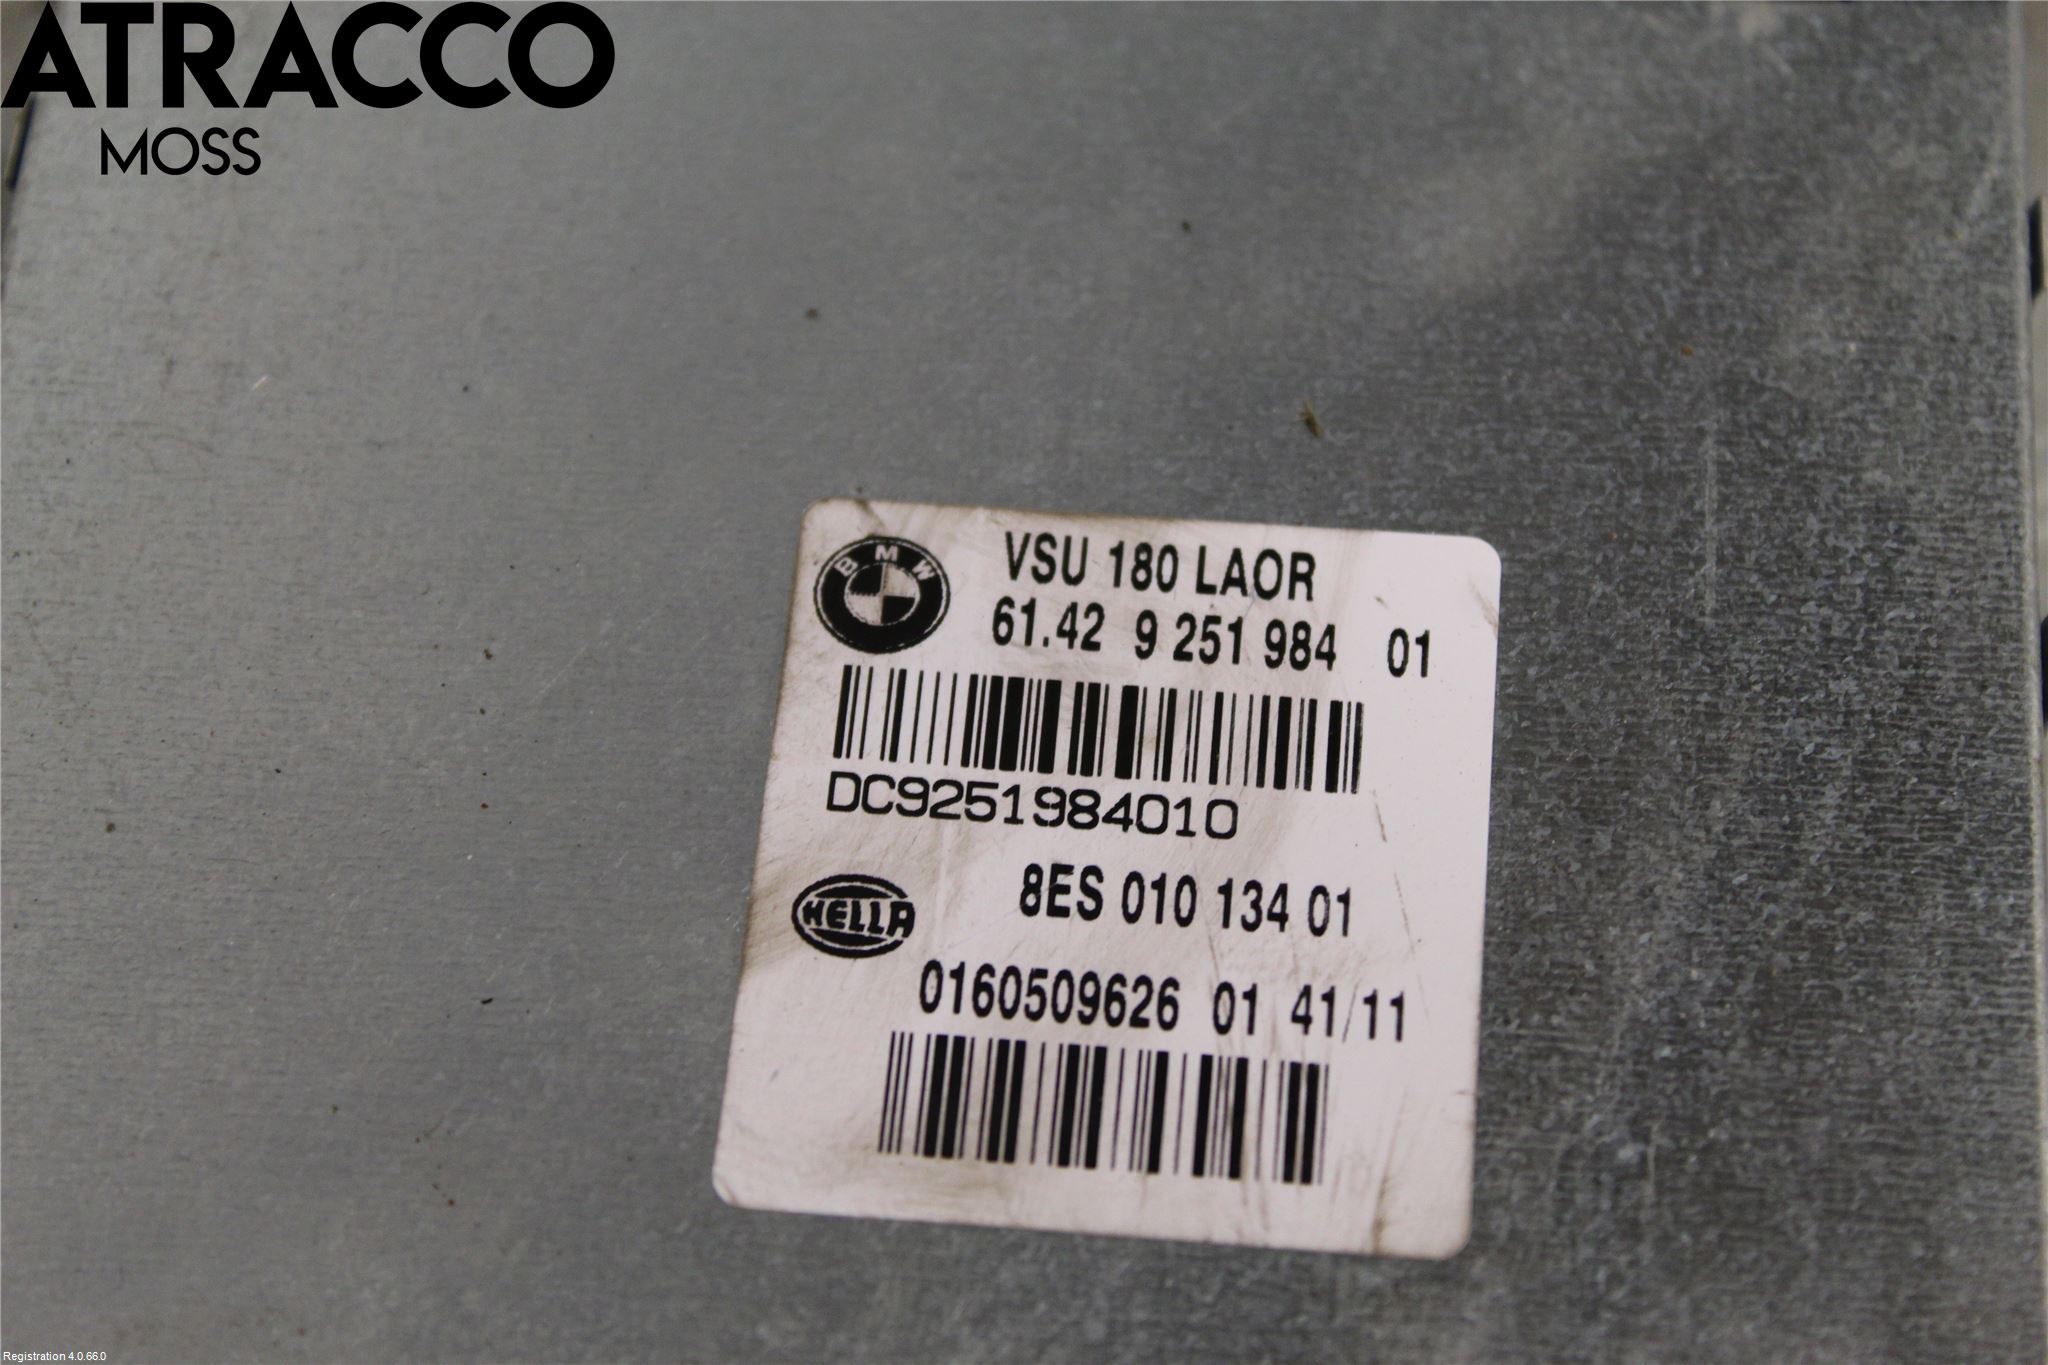 ATRACCO
MOSS
BMW
VSU 180 LAOR
61.42 9 251 984 01
DC9251984010
HELLA
8ES 010 134 01
0160509626 01 41/11
Registration 4.0.66.0